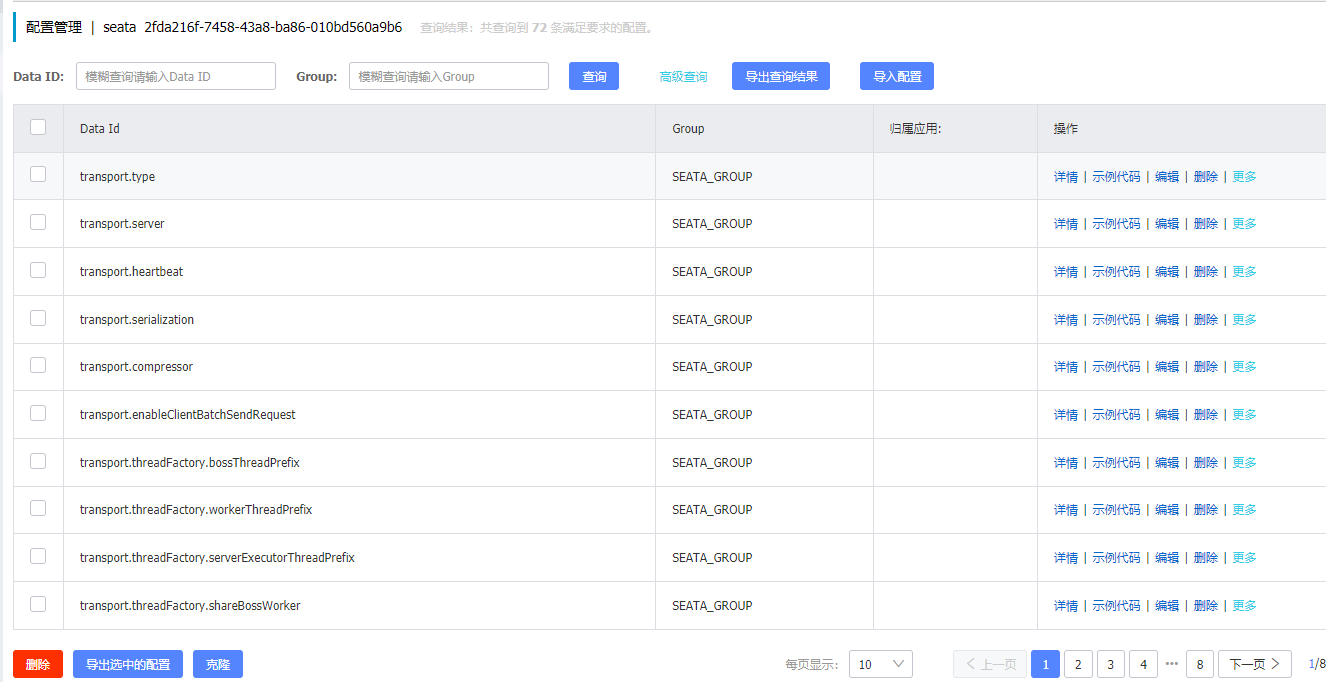 配置管理 | seata 2fda216f-7458-43a8-ba86-010bd560a9b6 查询结果：共查询到 72 条满足要求的配置。
Data ID: 模糊查询请输入Data ID Group: 模糊查询请输入Group 查询 高级查询 导出查询结果 导入配置
Data Id Group 归属应用: 操作
transport.type SEATA_GROUP 详情 | 示例代码 | 编辑 | 删除 | 更多
transport.server SEATA_GROUP 详情 | 示例代码 | 编辑 | 删除 | 更多
transport.heartbeat SEATA_GROUP 详情 | 示例代码 | 编辑 | 删除 | 更多
transport.serialization SEATA_GROUP 详情 | 示例代码 | 编辑 | 删除 | 更多
transport.compressor SEATA_GROUP 详情 | 示例代码 | 编辑 | 删除 | 更多
transport.enableClientBatchSendRequest SEATA_GROUP 详情 | 示例代码 | 编辑 | 删除 | 更多
transport.threadFactory.bossThreadPrefix SEATA_GROUP 详情 | 示例代码 | 编辑 | 删除 | 更多
transport.threadFactory.workerThreadPrefix SEATA_GROUP 详情 | 示例代码 | 编辑 | 删除 | 更多
transport.threadFactory.serverExecutorThreadPrefix SEATA_GROUP 详情 | 示例代码 | 编辑 | 删除 | 更多
transport.threadFactory.shareBossWorker SEATA_GROUP 详情 | 示例代码 | 编辑 | 删除 | 更多
删除 导出选中的配置 克隆 每页显示: 10 上一页 1 2 3 4 ••• 8 下一页 1/8